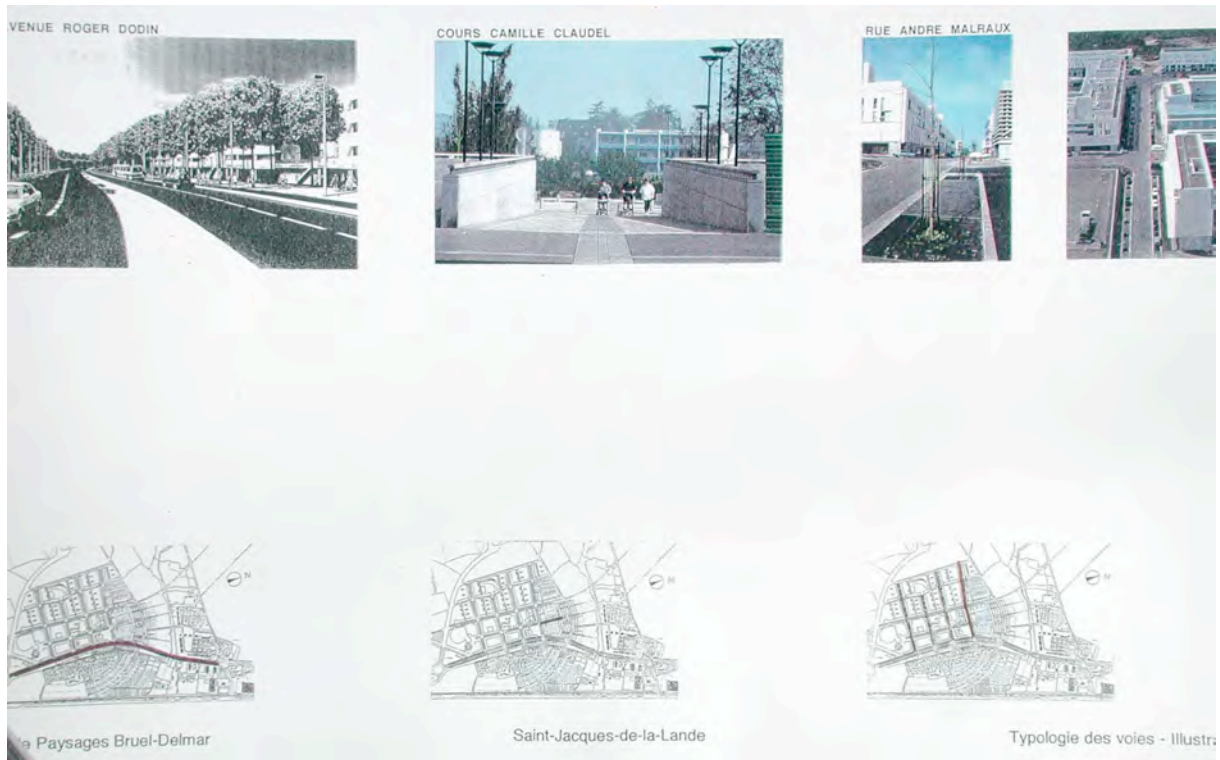 VENUE ROGER DODIN
COURS CAMILLE CLAUDEL
RUE ANDRE MALRAUX
N
N
N
Paysages Bruel-Delmar
Saint-Jacques-de-la-Lande
Typologie des voies - Illustra